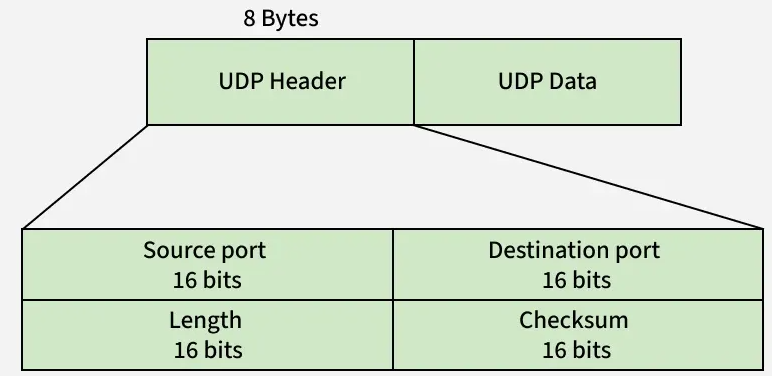 8 Bytes
UDP Header
UDP Data
Source port
16 bits
Destination port
16 bits
Length
16 bits
Checksum
16 bits